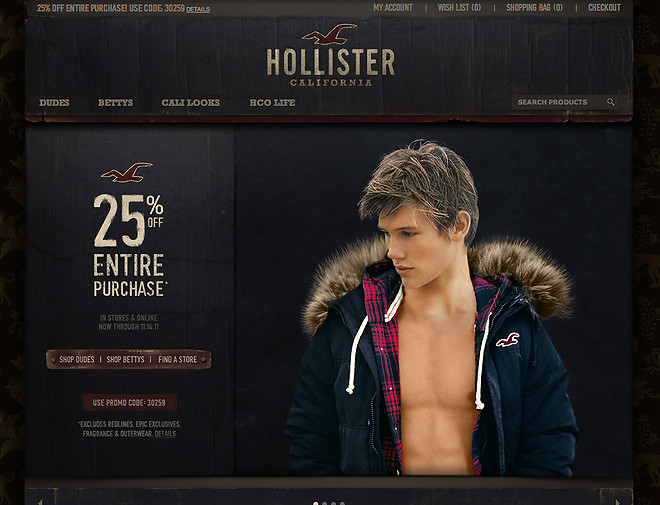 25% OFF ENTIRE PURCHASE! USE CODE: 30259 DETAILS
MY ACCOUNT | WISH LIST (0) | SHOPPING BAG (0) | CHECKOUT
HOLLISTER
CALIFORNIA
DUDES BETTYS CALI LOOKS HCO LIFE SEARCH PRODUCTS
25% OFF
ENTIRE
PURCHASE*
IN STORES & ONLINE
NOW THROUGH 11.14.11
SHOP DUDES | SHOP BETTYS | FIND A STORE
USE PROMO CODE: 30259
*EXCLUDES REDLINES, EPIC EXCLUSIVES,
FRAGRANCE & OUTERWEAR. DETAILS